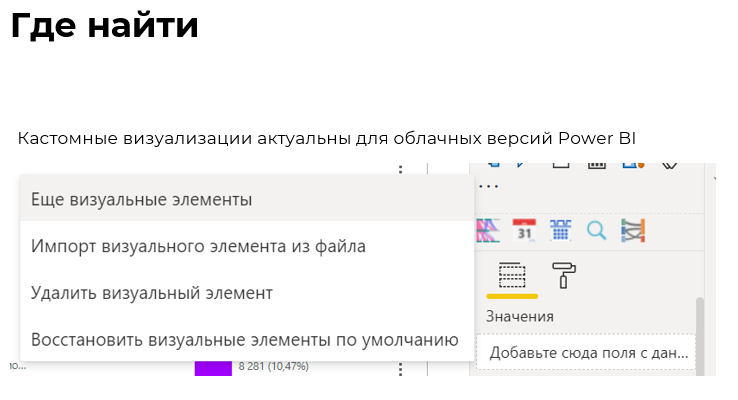 Где найти
Кастомные визуализации актуальны для облачных версий Power BI
Еще визуальные элементы
Импорт визуального элемента из файла
Удалить визуальный элемент
Восстановить визуальные элементы по умолчанию
31
Значения
Добавьте сюда поля с дан...
8 281 (10,47%)